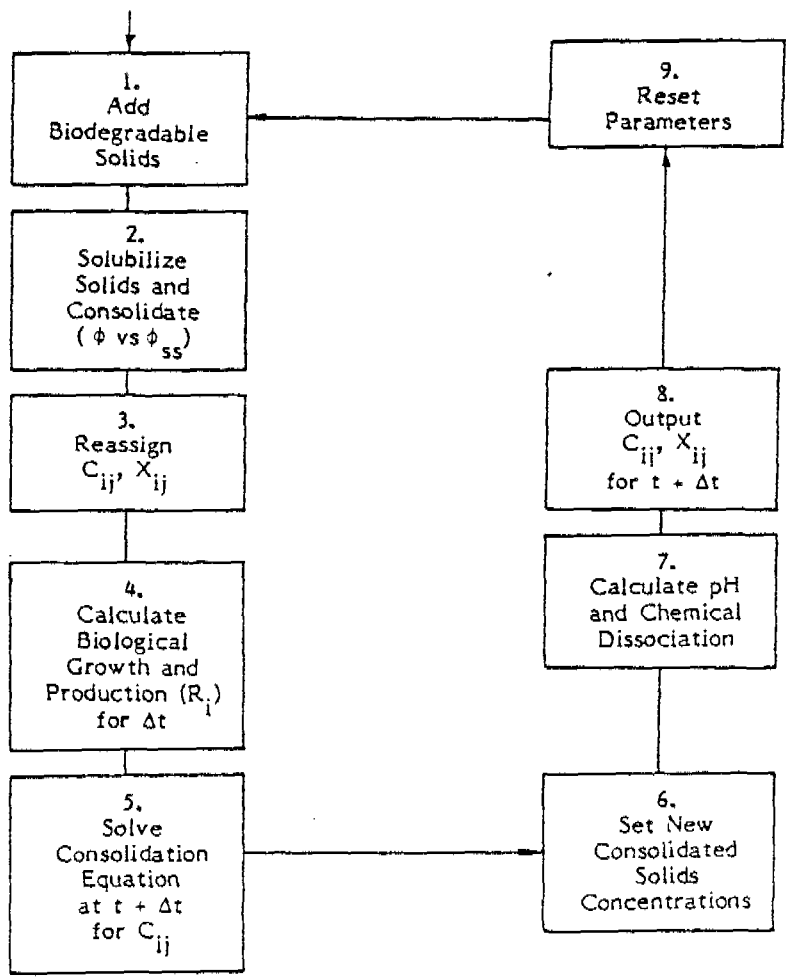 1.
Add
Biodegradable
Solids
2.
Solubilize
Solids and
Consolidate
( ϕ vs ϕss)
3.
Reassign
Cij, Xij
4.
Calculate
Biological
Growth and
Production (Ri)
for Δt
5.
Solve
Consolidation
Equation
at t + Δt
for Cij
6.
Set New
Consolidated
Solids
Concentrations
7.
Calculate pH
and Chemical
Dissociation
8.
Output
Cij, Xij
for t + Δt
9.
Reset
Parameters